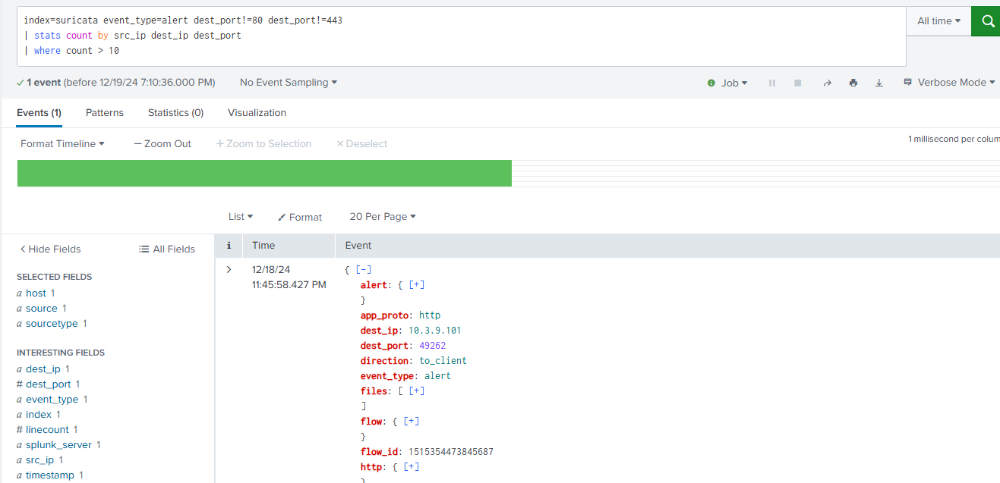 index=suricata event_type=alert dest_port!=80 dest_port!=443
| stats count by src_ip dest_ip dest_port
| where count > 10
All time
1 event (before 12/19/24 7:10:36.000 PM)
No Event Sampling
Job
Verbose Mode
Events (1)
Patterns
Statistics (0)
Visualization
Format Timeline
— Zoom Out
+ Zoom to Selection
× Deselect
1 millisecond per colum
List
Format
20 Per Page
< Hide Fields
All Fields
i
Time
Event
SELECTED FIELDS
a host 1
a source 1
a sourcetype 1
INTERESTING FIELDS
a dest_ip 1
# dest_port 1
a event_type 1
a index 1
# linecount 1
a splunk_server 1
a src_ip 1
a timestamp 1
>
12/18/24
11:45:58.427 PM
{ [-]
alert: { [+]
}
app_proto: http
dest_ip: 10.3.9.101
dest_port: 49262
direction: to_client
event_type: alert
files: [ [+]
]
flow: { [+]
}
flow_id: 1515354473845687
http: { [+]
}